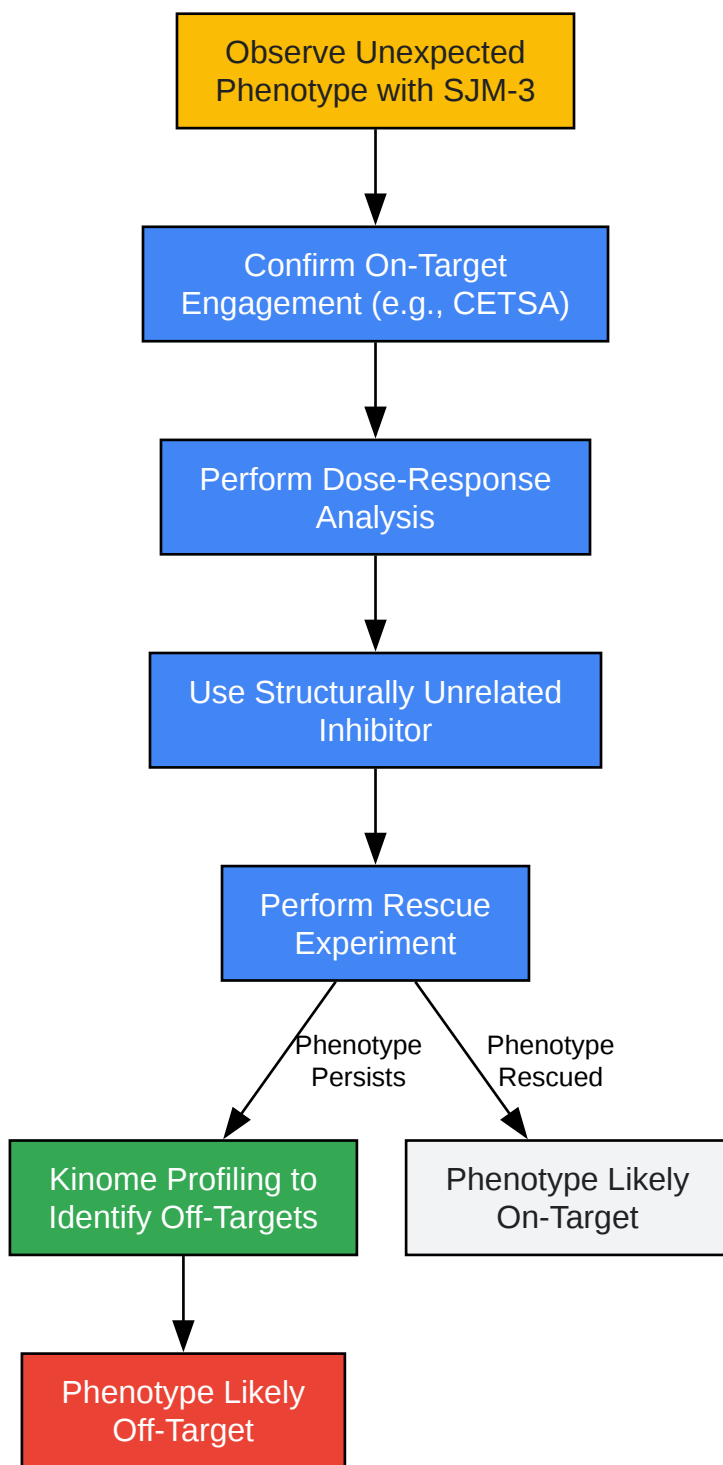 Observe Unexpected
Phenotype with SJM-3
Confirm On-Target
Engagement (e.g., CETSA)
Perform Dose-Response
Analysis
Use Structurally Unrelated
Inhibitor
Perform Rescue
Experiment
Phenotype
Persists
Phenotype
Rescued
Kinome Profiling to
Identify Off-Targets
Phenotype Likely
On-Target
Phenotype Likely
Off-Target